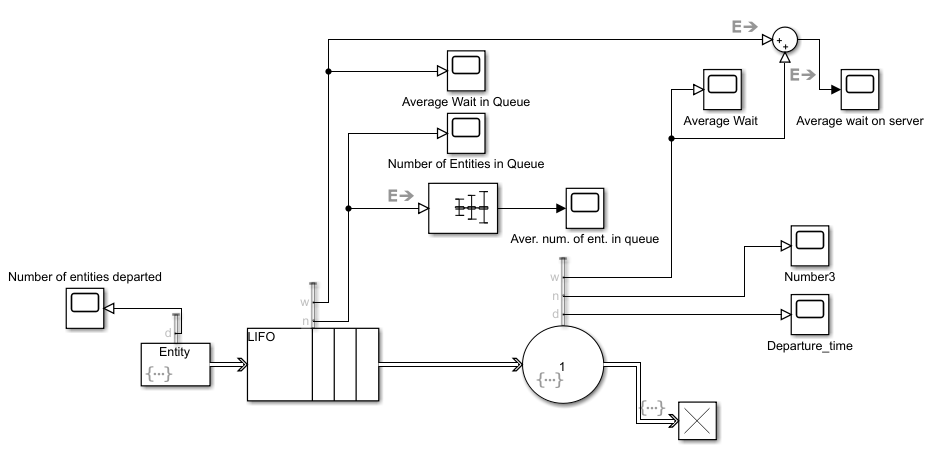 E
Average Wait in Queue
E
Average Wait
Average wait on server
Number of Entities in Queue
E
Aver. num. of ent. in queue
Number of entities departed
w
n
d
Number3
Departure_time
w
n
d
Entity
{...}
LIFO
1
{...}
{...}